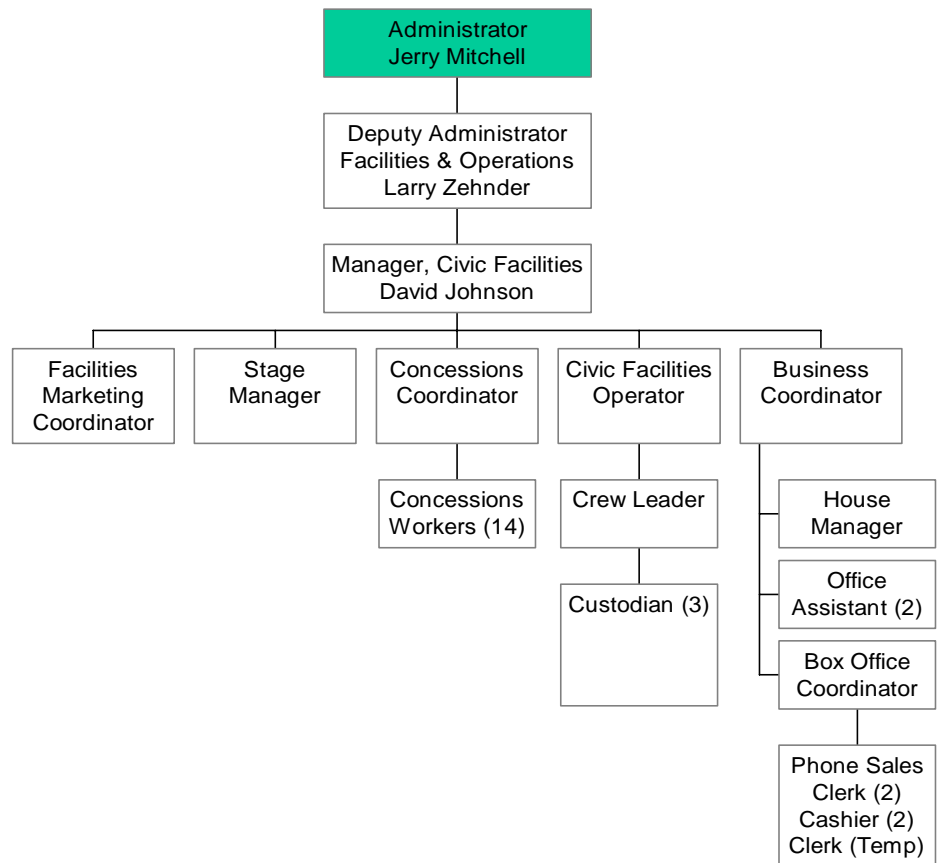 Administrator
Jerry Mitchell
Deputy Administrator
Facilities & Operations
Larry Zehnder
Manager, Civic Facilities
David Johnson
Facilities
Marketing
Coordinator
Stage
Manager
Concessions
Coordinator
Civic Facilities
Operator
Business
Coordinator
Concessions
Workers (14)
Crew Leader
Custodian (3)
House
Manager
Office
Assistant (2)
Box Office
Coordinator
Phone Sales
Clerk (2)
Cashier (2)
Clerk (Temp)